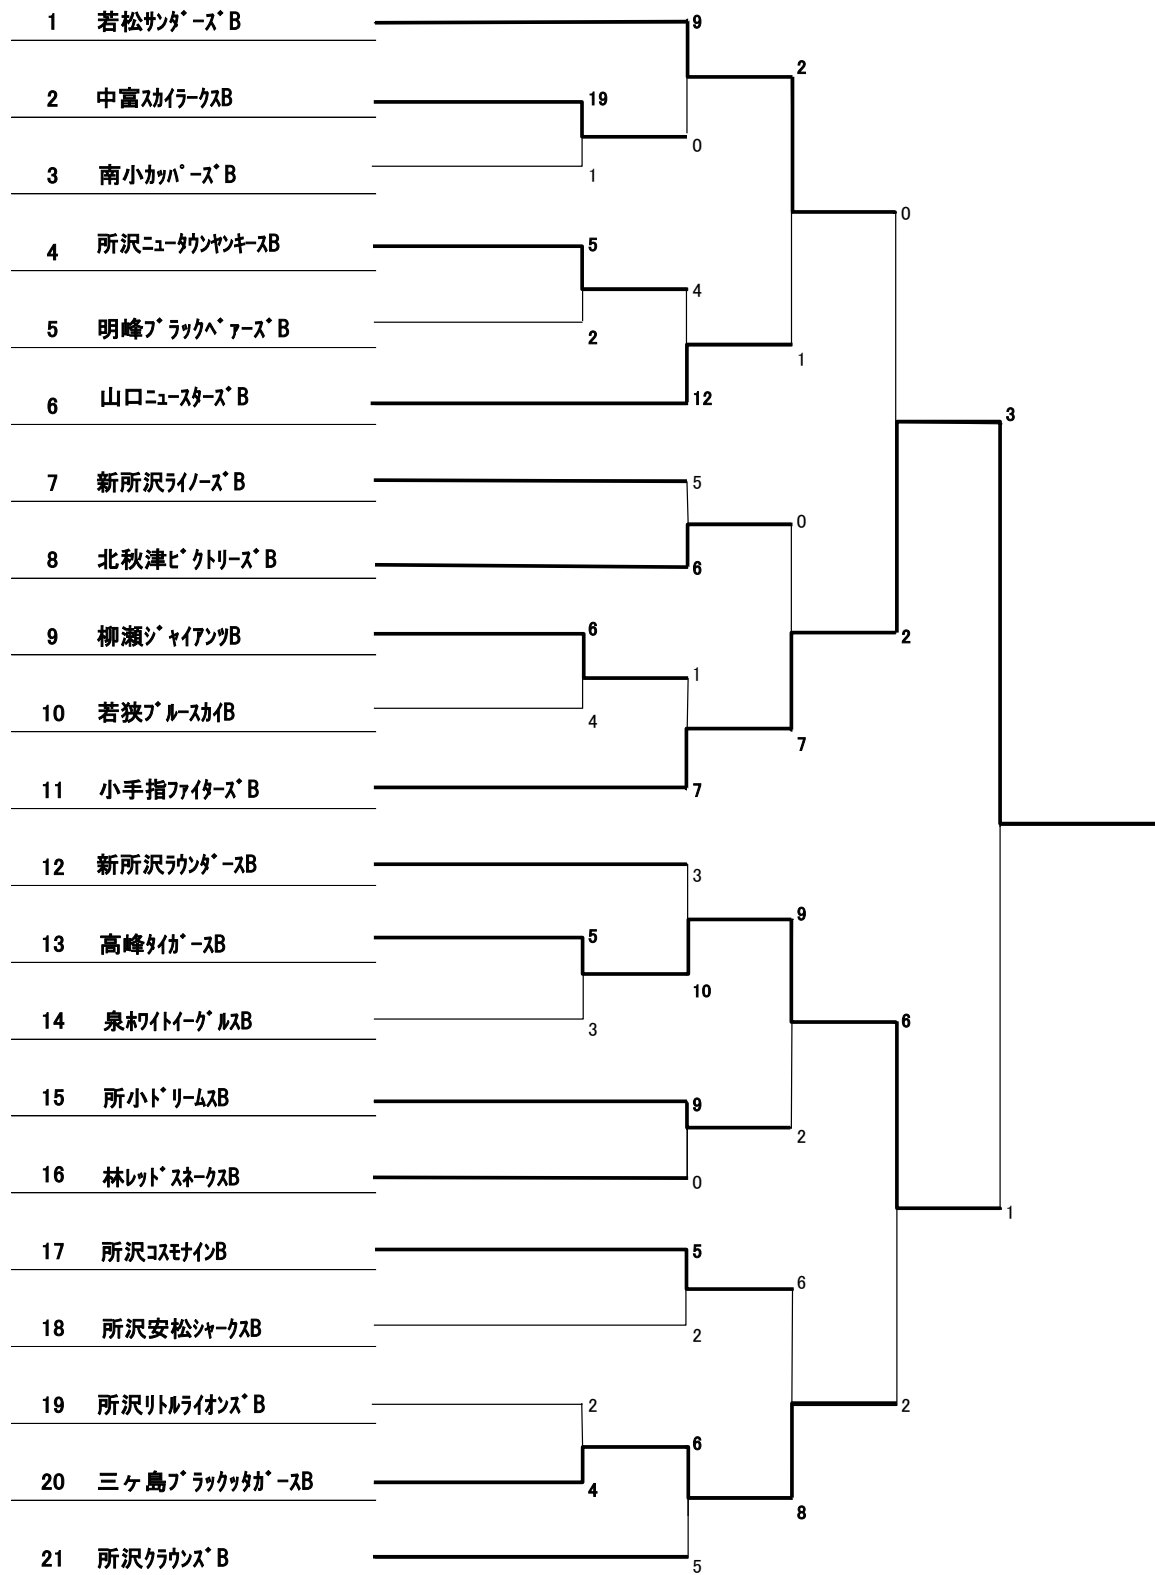 1 若松ｻﾝﾀﾞｰｽﾞB 9
2
2 中富ｽｶｲﾗｰｸｽB 19
0
3 南小ｶｯﾊﾟｰｽﾞB 1
0
4 所沢ﾆｭｰﾀｳﾝﾔﾝｷｰｽB 5
4
5 明峰ﾌﾞﾗｯｸﾍﾞｧｰｽﾞB 2
1
6 山口ﾆｭｰｽﾀｰｽﾞB 12
3
7 新所沢ﾗｲﾉｰｽﾞB 5
0
8 北秋津ﾋﾞｸﾄﾘｰｽﾞB 6
9 柳瀬ｼﾞｬｲｱﾝﾂB 6
2
1
10 若狭ﾌﾞﾙｰｽｶｲB 4
7
11 小手指ﾌｧｲﾀｰｽﾞB 7
12 新所沢ﾗｳﾝﾀﾞｰｽB 3
9
13 高峰ﾀｲｶﾞｰｽB 5
10
14 泉ﾎﾜｲﾄｲｰｸﾞﾙｽB 3
6
15 所小ﾄﾞﾘｰﾑｽB 9
2
16 林ﾚｯﾄﾞｽﾈｰｸｽB 0
1
17 所沢ｺｽﾓﾅｲﾝB 5
6
18 所沢安松ｼｬｰｸｽB 2
19 所沢ﾘﾄﾙﾗｲｵﾝｽﾞB 2
2
6
20 三ヶ島ﾌﾞﾗｯｸｯﾀｶﾞｰｽB 4
8
21 所沢ｸﾗｳﾝｽﾞB 5